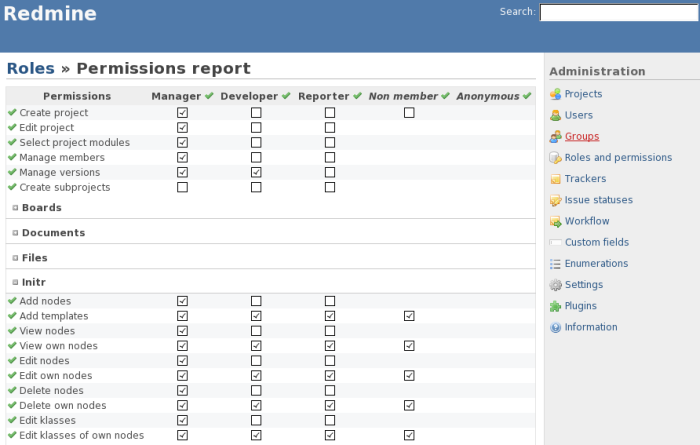 Redmine
Search:
Roles » Permissions report
Permissions Manager Developer Reporter Non member Anonymous
Create project
Edit project
Select project modules
Manage members
Manage versions
Create subprojects
Boards
Documents
Files
Initr
Add nodes
Add templates
View nodes
View own nodes
Edit nodes
Edit own nodes
Delete nodes
Delete own nodes
Edit klasses
Edit klasses of own nodes
Administration
Projects
Users
Groups
Roles and permissions
Trackers
Issue statuses
Workflow
Custom fields
Enumerations
Settings
Plugins
Information